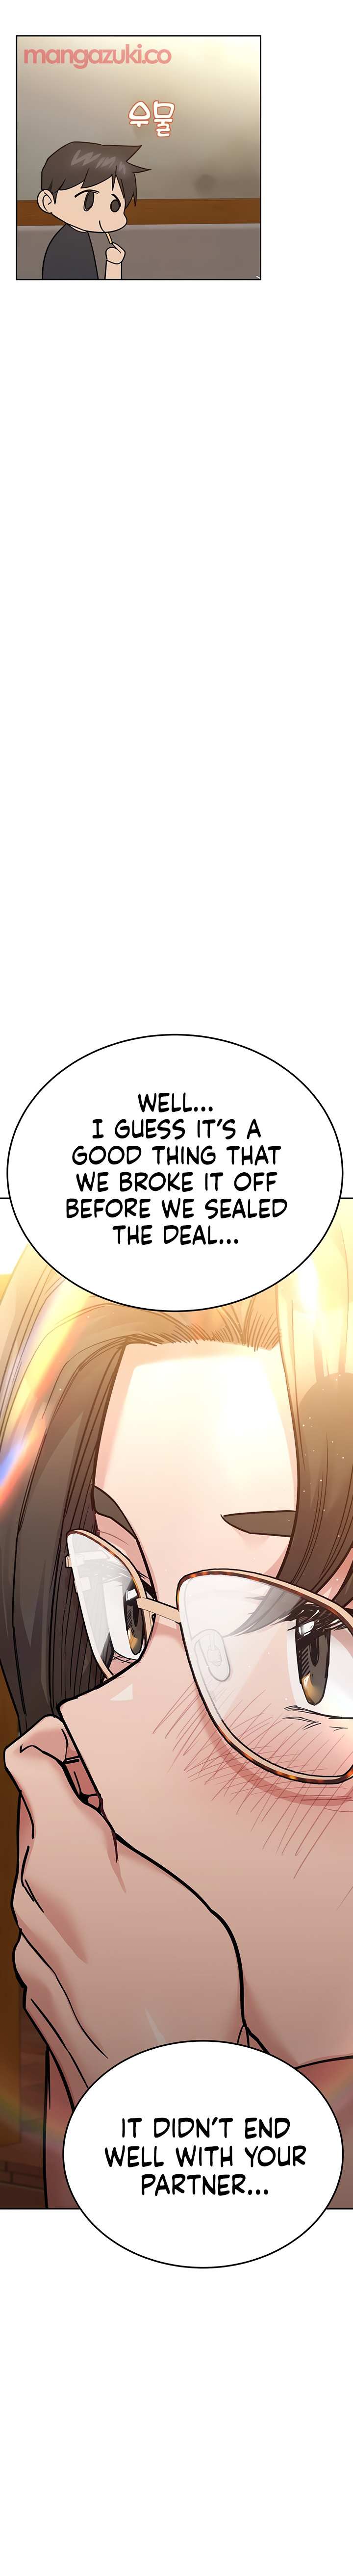 mangazuki.co
우물
WELL...
I GUESS IT'S A
GOOD THING THAT
WE BROKE IT OFF
BEFORE WE SEALED
THE DEAL...
IT DIDN'T END
WELL WITH YOUR
PARTNER...